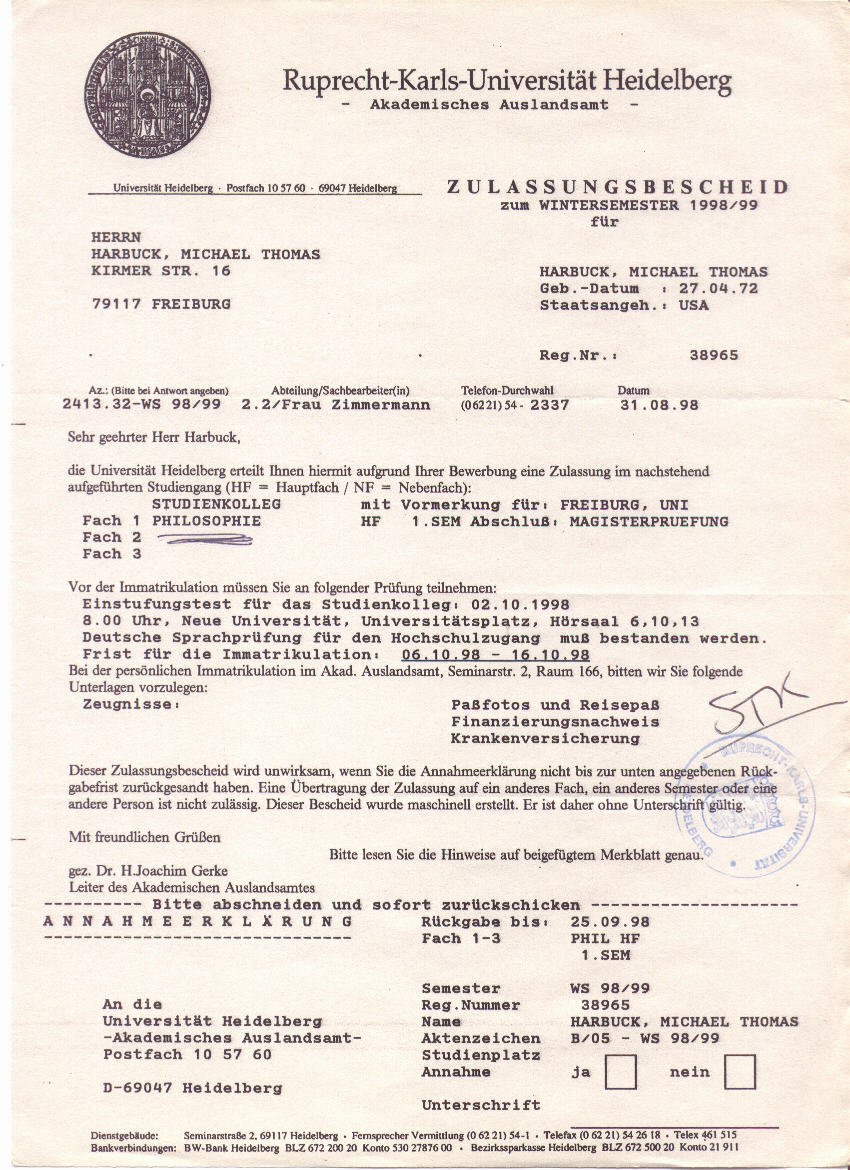 Ruprecht-Karls-Universität Heidelberg
- Akademisches Auslandsamt -
Universität Heidelberg · Postfach 10 57 60 · 69047 Heidelberg
ZULASSUNGSBESCHEID
zum WINTERSEMESTER 1998/99
für
HERRN
HARBUCK, MICHAEL THOMAS
KIRMER STR. 16
79117 FREIBURG
HARBUCK, MICHAEL THOMAS
Geb.-Datum : 27.04.72
Staatsangeh.: USA
Reg.Nr.: 38965
Az.: (Bitte bei Antwort angeben) Abteilung/Sachbearbeiter(in) Telefon-Durchwahl Datum
2413.32-WS 98/99 2.2/Frau Zimmermann (06221) 54- 2337 31.08.98
Sehr geehrter Herr Harbuck,
die Universität Heidelberg erteilt Ihnen hiermit aufgrund Ihrer Bewerbung eine Zulassung im nachstehend
aufgeführten Studiengang (HF = Hauptfach / NF = Nebenfach):
STUDIENKOLLEG mit Vormerkung für: FREIBURG, UNI
Fach 1 PHILOSOPHIE HF 1.SEM Abschluß: MAGISTERPRUEFUNG
Fach 2
Fach 3
Vor der Immatrikulation müssen Sie an folgender Prüfung teilnehmen:
Einstufungstest für das Studienkolleg: 02.10.1998
8.00 Uhr, Neue Universität, Universitätsplatz, Hörsaal 6,10,13
Deutsche Sprachprüfung für den Hochschulzugang muß bestanden werden.
Frist für die Immatrikulation: 06.10.98 - 16.10.98
Bei der persönlichen Immatrikulation im Akad. Auslandsamt, Seminarstr. 2, Raum 166, bitten wir Sie folgende
Unterlagen vorzulegen:
Zeugnisse: Paßfotos und Reisepaß
Finanzierungsnachweis
Krankenversicherung
STK
RUPRECHT-KARLS-UNIVERSITÄT HEIDELBERG
Dieser Zulassungsbescheid wird unwirksam, wenn Sie die Annahmeerklärung nicht bis zur unten angegebenen Rück-
gabefrist zurückgesandt haben. Eine Übertragung der Zulassung auf ein anderes Fach, ein anderes Semester oder eine
andere Person ist nicht zulässig. Dieser Bescheid wurde maschinell erstellt. Er ist daher ohne Unterschrift gültig.
Mit freundlichen Grüßen
Bitte lesen Sie die Hinweise auf beigefügtem Merkblatt genau.
gez. Dr. H.Joachim Gerke
Leiter des Akademischen Auslandsamtes
---------- Bitte abschneiden und sofort zurückschicken ---------------------
ANNAHMEERKLÄRUNG Rückgabe bis: 25.09.98
------------------------------- Fach 1-3 PHIL HF
1.SEM
Semester WS 98/99
An die Reg.Nummer 38965
Universität Heidelberg Name HARBUCK, MICHAEL THOMAS
-Akademisches Auslandsamt- Aktenzeichen B/05 - WS 98/99
Postfach 10 57 60 Studienplatz
Annahme ja nein
D-69047 Heidelberg
Unterschrift
Dienstgebäude: Seminarstraße 2, 69117 Heidelberg · Fernsprecher Vermittlung (0 62 21) 54-1 · Telefax (0 62 21) 54 26 18 · Telex 461 515
Bankverbindungen: BW-Bank Heidelberg BLZ 672 200 20 Konto 530 27876 00 · Bezirkssparkasse Heidelberg BLZ 672 500 20 Konto 21 911